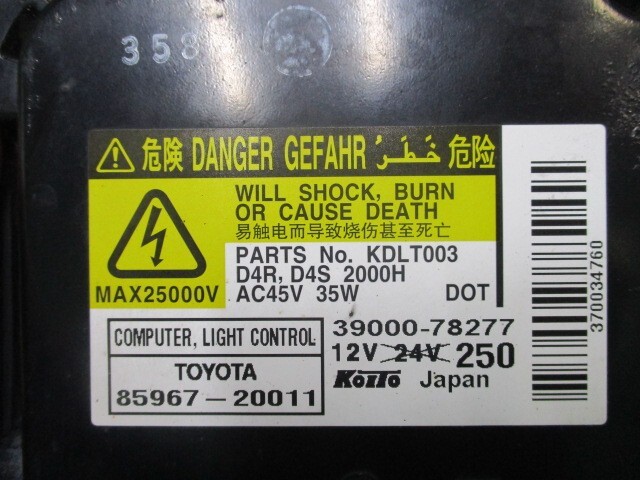 358
危険 DANGER GEFAHR خَطَر 危险
WILL SHOCK, BURN
OR CAUSE DEATH
易触电而导致烧伤甚至死亡
MAX25000V
PARTS No. KDLT003
D4R, D4S 2000H
AC45V 35W DOT
COMPUTER, LIGHT CONTROL
TOYOTA
85967-20011
39000-78277
12V 24V 250
KOITO Japan
370034760